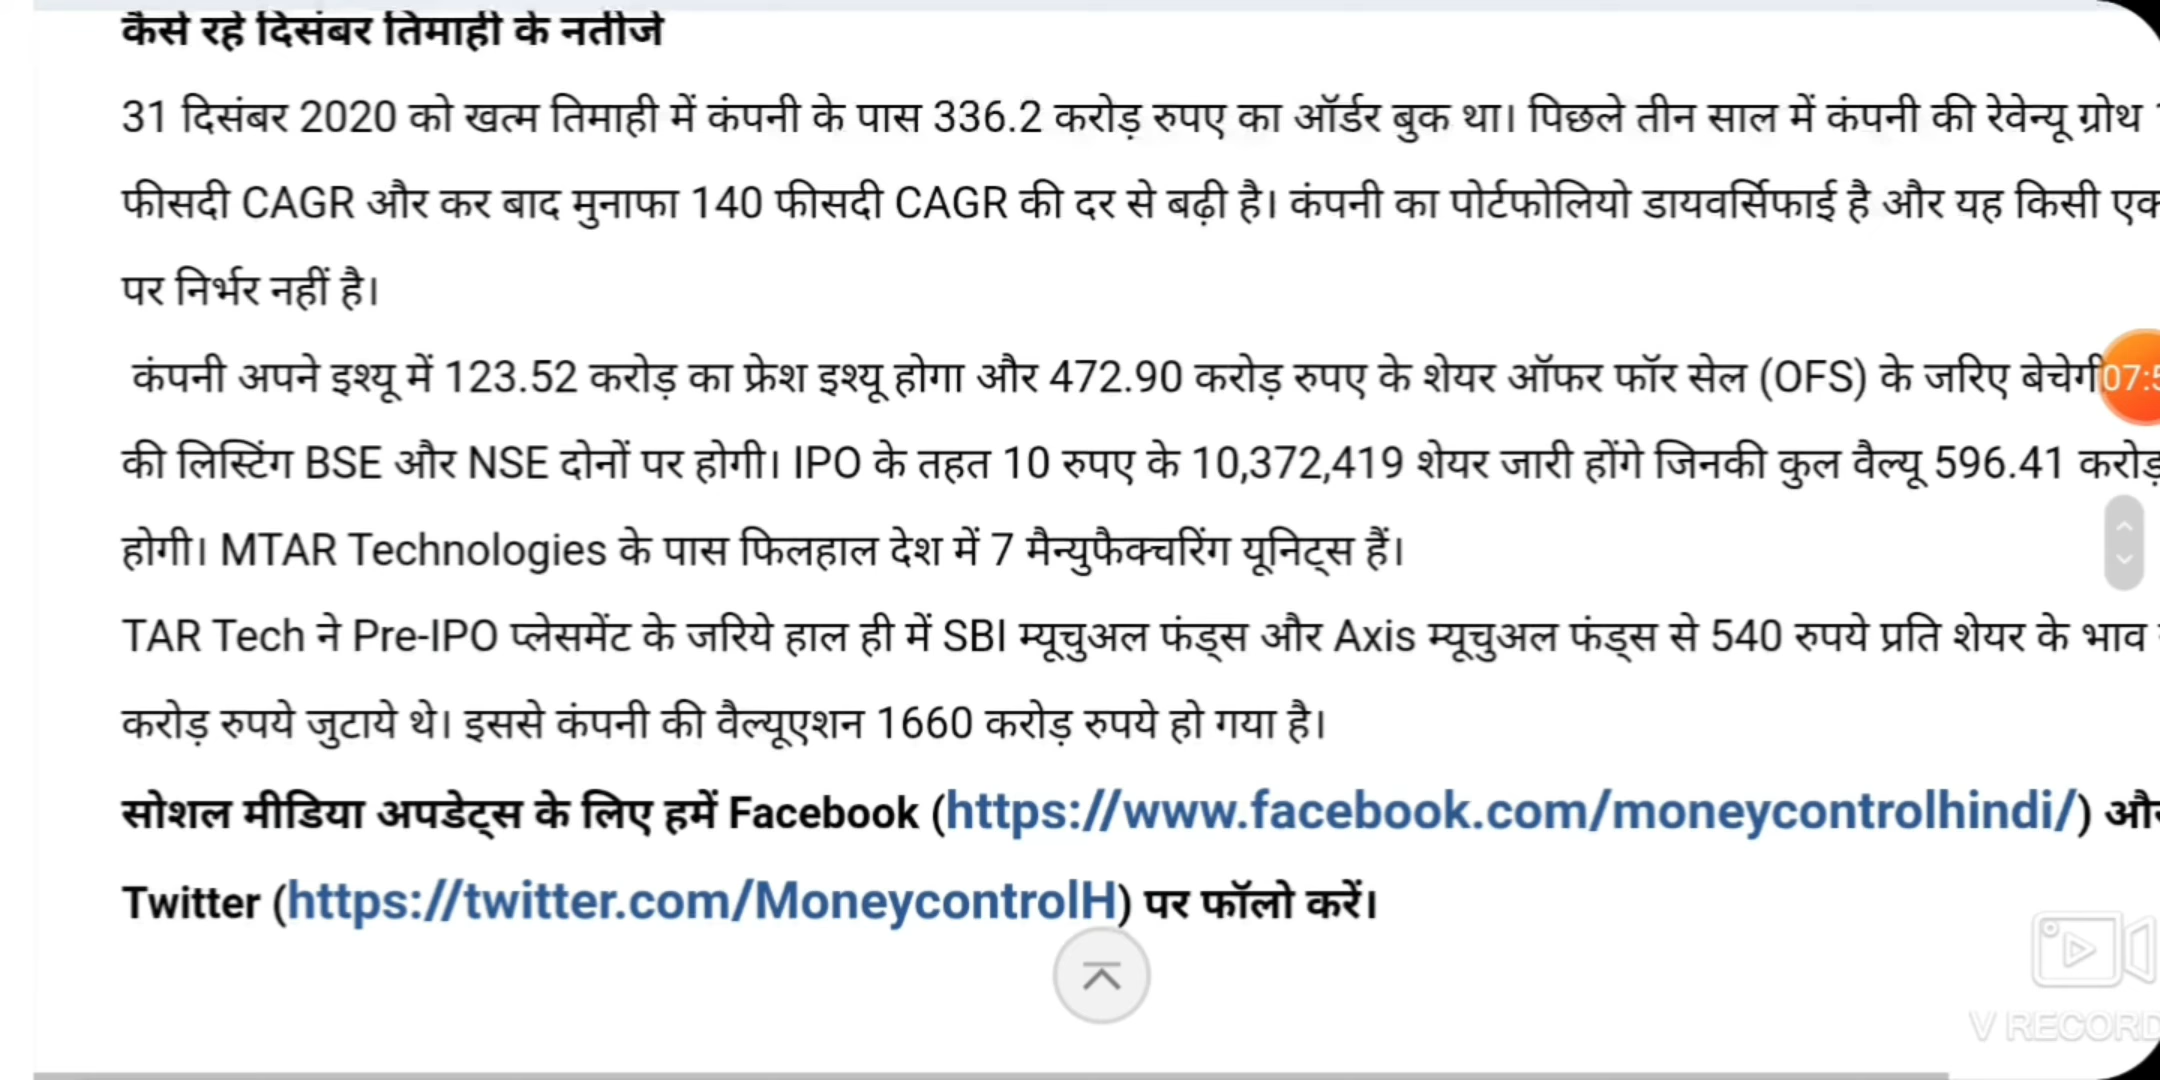 कैसे रहे दिसंबर तिमाही के नतीजे
31 दिसंबर 2020 को खत्म तिमाही में कंपनी के पास 336.2 करोड़ रुपए का ऑर्डर बुक था। पिछले तीन साल में कंपनी की रेवेन्यू ग्रोथ
फीसदी CAGR और कर बाद मुनाफा 140 फीसदी CAGR की दर से बढ़ी है। कंपनी का पोर्टफोलियो डायवर्सिफाई है और यह किसी एक
पर निर्भर नहीं है।
कंपनी अपने इश्यू में 123.52 करोड़ का फ्रेश इश्यू होगा और 472.90 करोड़ रुपए के शेयर ऑफर फॉर सेल (OFS) के जरिए बेचेगी
की लिस्टिंग BSE और NSE दोनों पर होगी। IPO के तहत 10 रुपए के 10,372,419 शेयर जारी होंगे जिनकी कुल वैल्यू 596.41 करोड़
होगी। MTAR Technologies के पास फिलहाल देश में 7 मैन्युफैक्चरिंग यूनिट्स हैं।
TAR Tech ने Pre-IPO प्लेसमेंट के जरिये हाल ही में SBI म्यूचुअल फंड्स और Axis म्यूचुअल फंड्स से 540 रुपये प्रति शेयर के भाव
करोड़ रुपये जुटाये थे। इससे कंपनी की वैल्यूएशन 1660 करोड़ रुपये हो गया है।
सोशल मीडिया अपडेट्स के लिए हमें Facebook (https://www.facebook.com/moneycontrolhindi/) और
Twitter (https://twitter.com/MoneycontrolH) पर फॉलो करें।
V RECORD